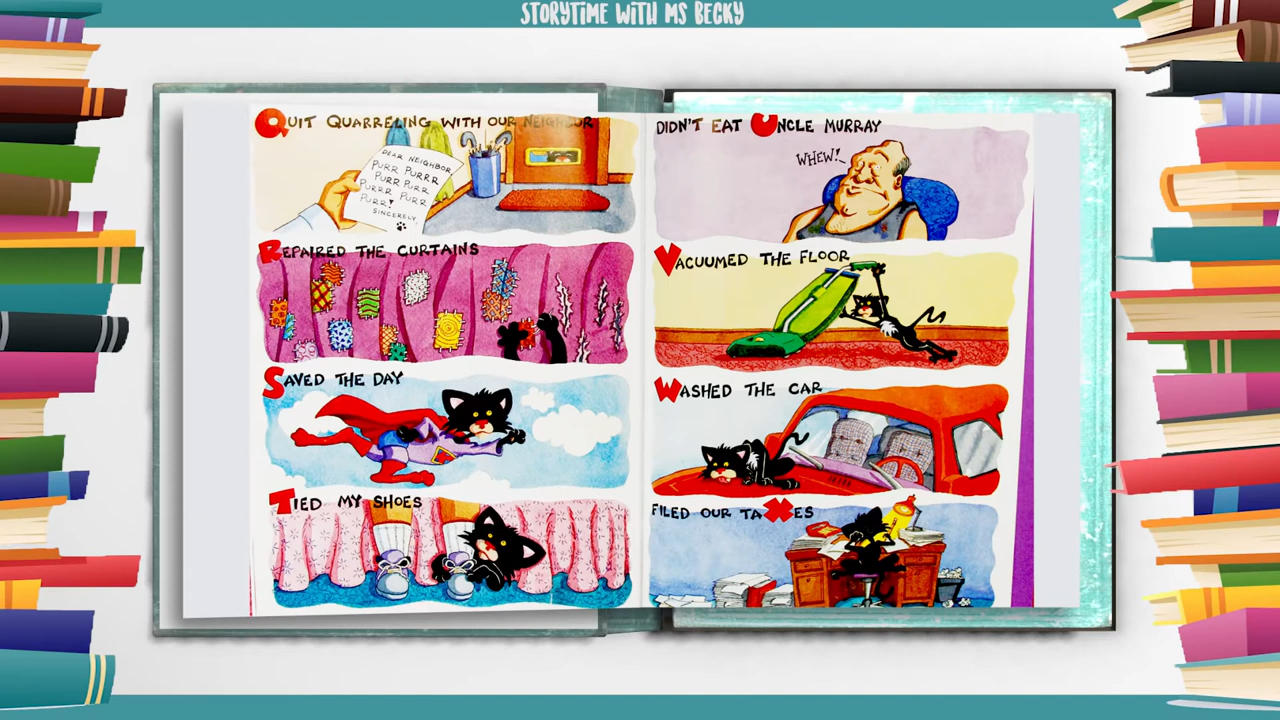 STORYTIME WITH MS BECKY
QUIT QUARRELING WITH OUR NEIGHBOUR
DEAR NEIGHBOR
PURR PURRR
PURR PURR
PURRR PURR
PURR!
SINCERELY
REPAIRED THE CURTAINS
SAVED THE DAY
TIED MY SHOES
DIDN'T EAT UNCLE MURRAY
WHEW!
VACUUMED THE FLOOR
WASHED THE CAR
FILED OUR TAXES